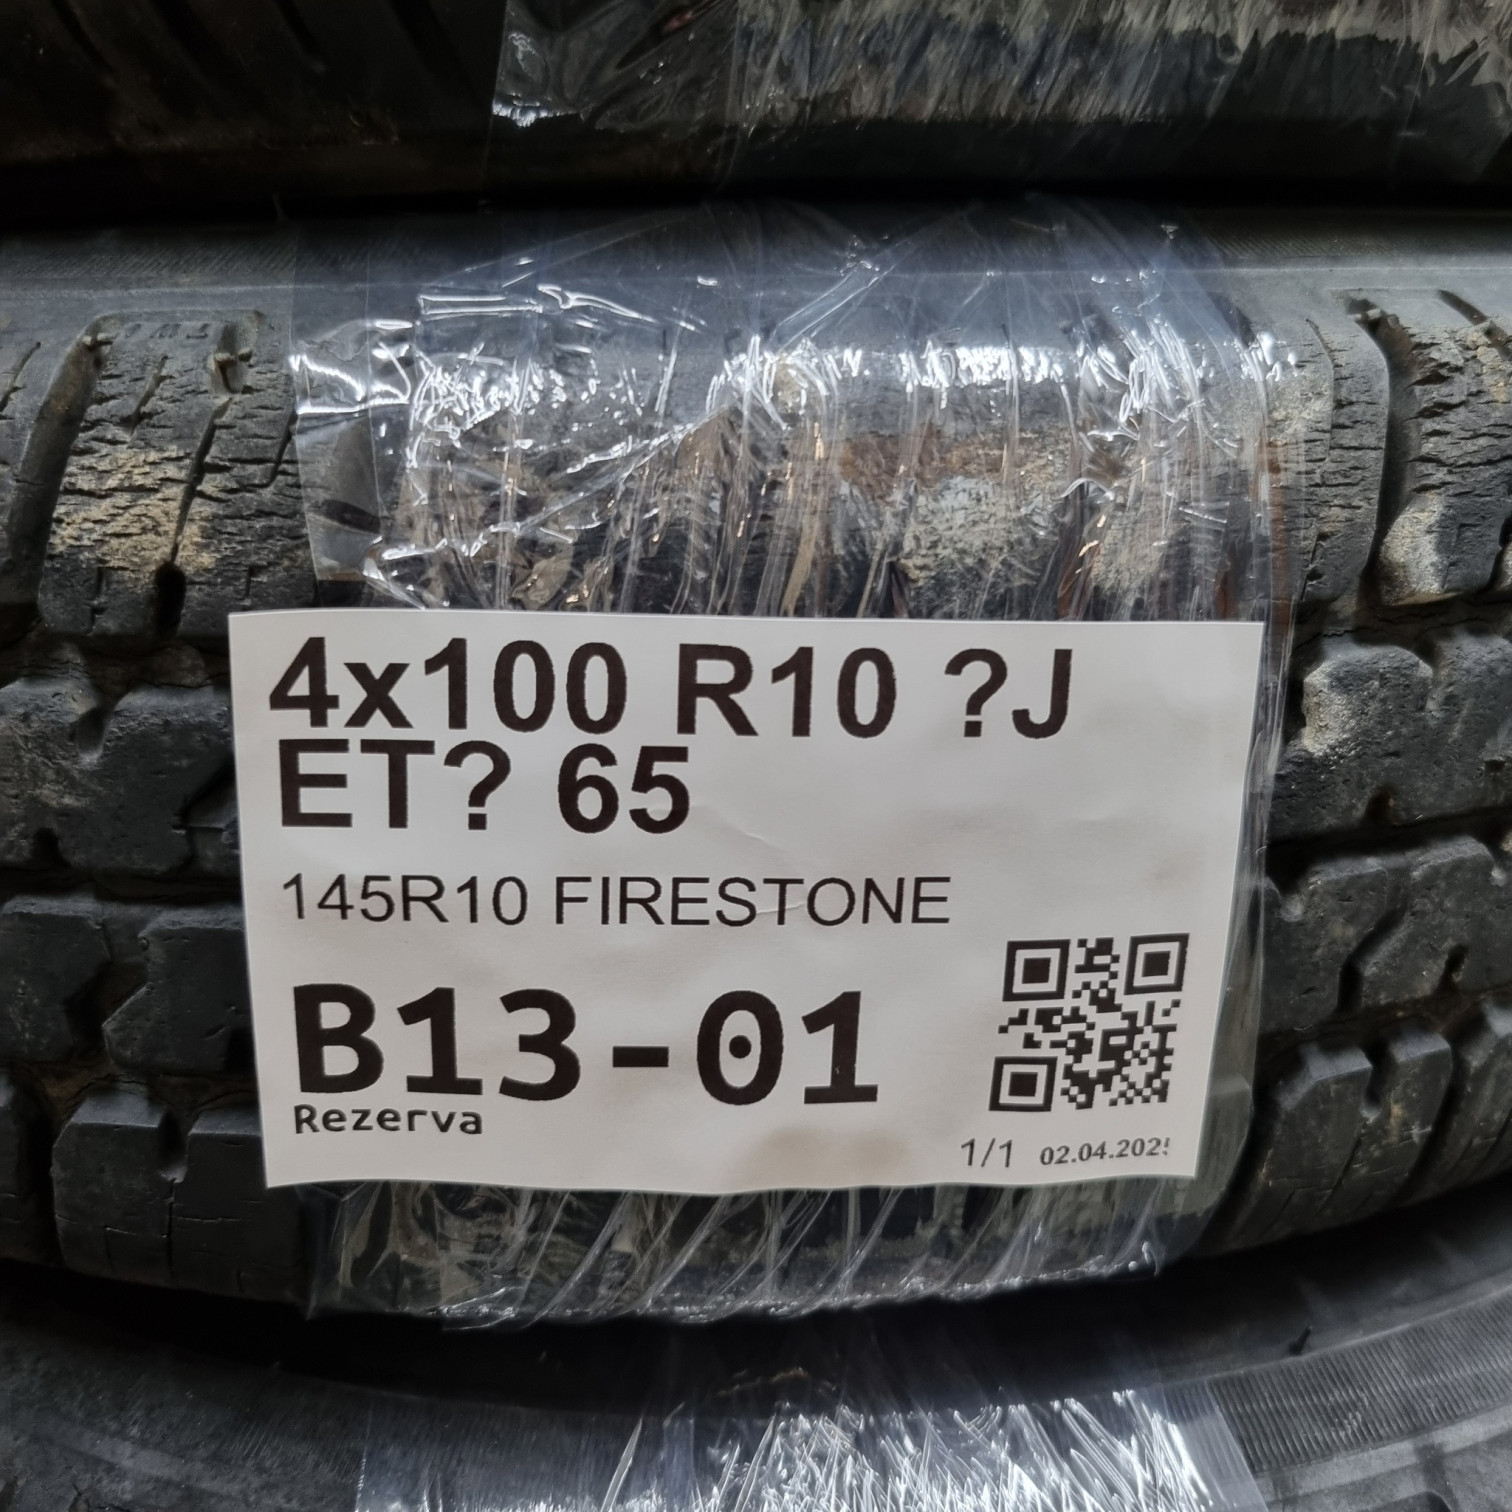 4x100 R10 ?J
ET? 65
145R10 FIRESTONE
B13-01
Rezerva
1/1